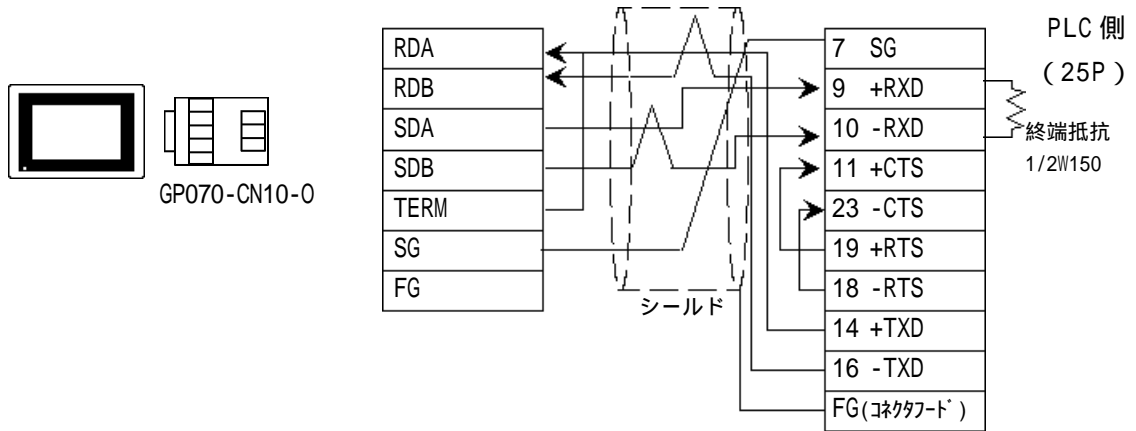 GP070-CN10-O
RDA
RDB
SDA
SDB
TERM
SG
FG
シールド
7 SG
9 +RXD
10 -RXD
11 +CTS
23 -CTS
19 +RTS
18 -RTS
14 +TXD
16 -TXD
FG(ｺﾈｸﾀﾌｰﾄﾞ)
PLC 側
(25P)
終端抵抗
1/2W150